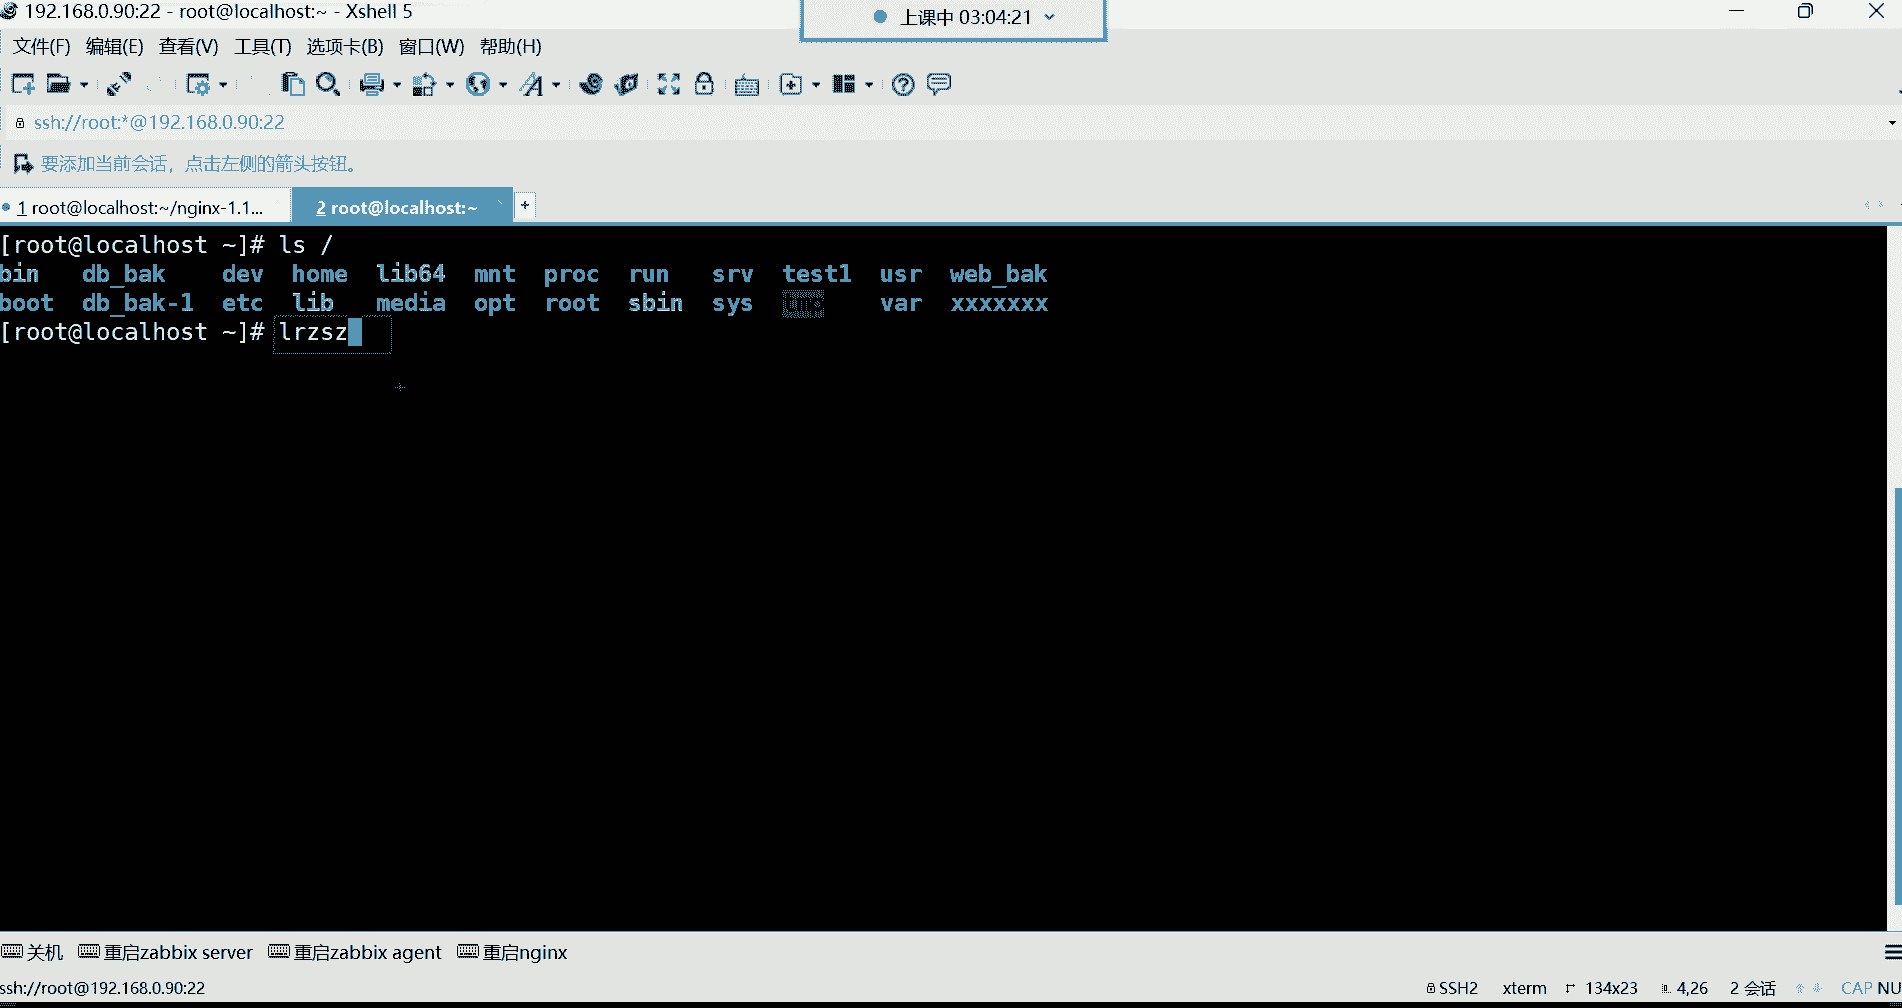 192.168.0.90:22 - root@localhost:~ - Xshell 5
上课中 03:04:21
文件(F) 编辑(E) 查看(V) 工具(T) 选项卡(B) 窗口(W) 帮助(H)
ssh://root:*@192.168.0.90:22
要添加当前会话，点击左侧的箭头按钮。
1 root@localhost:~/nginx-1.1... 2 root@localhost:~ +
[root@localhost ~]# ls /
bin db_bak dev home lib64 mnt proc run srv test1 usr web_bak
boot db_bak-1 etc lib media opt root sbin sys var xxxxxxx
[root@localhost ~]# lrzsz
关机 重启zabbix server 重启zabbix agent 重启nginx
ssh://root@192.168.0.90:22 SSH2 xterm 134x23 4,26 2 会话 CAP NU